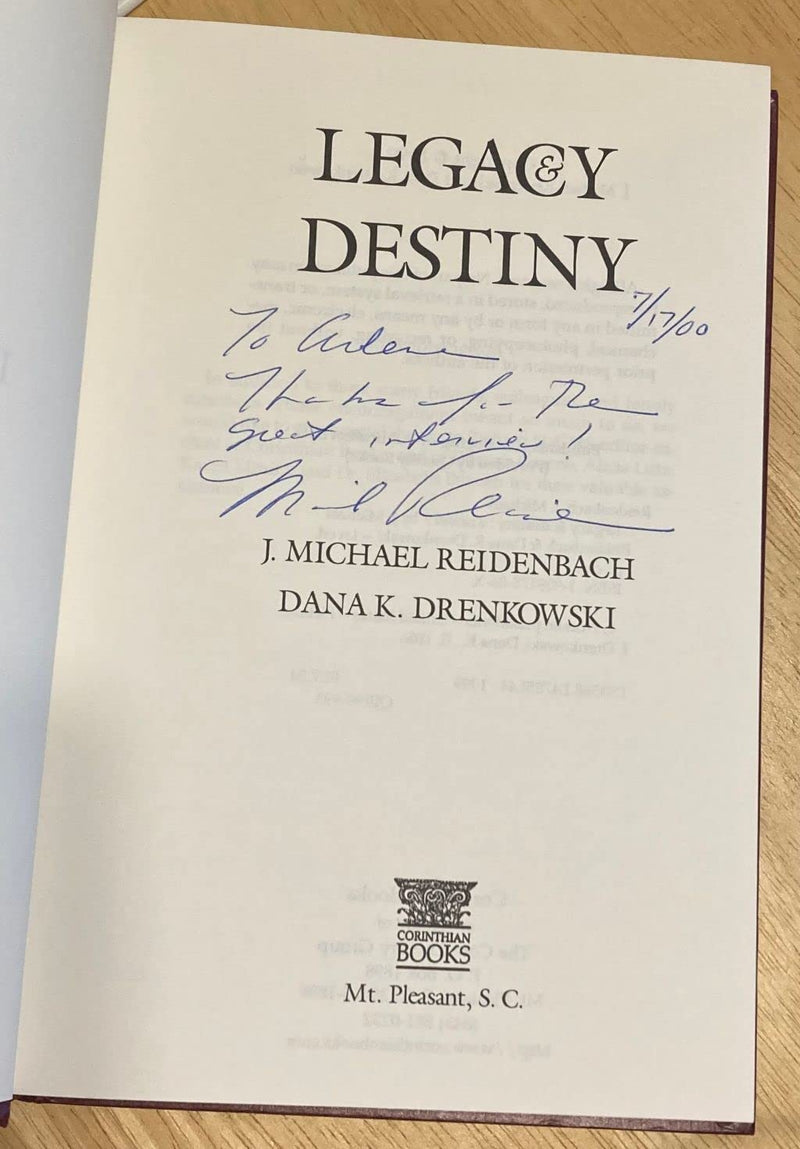 LEGACY &
DESTINY
7/17/00
To Arlene
Thanks for the
great interview!
J. MICHAEL REIDENBACH
DANA K. DRENKOWSKI
CORINTHIAN
BOOKS
Mt. Pleasant, S. C.